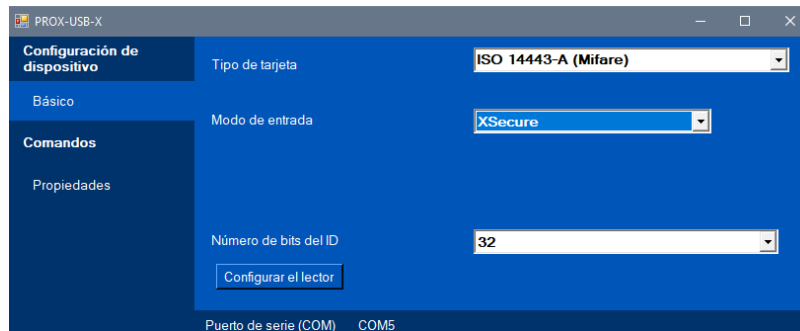 PROX-USB-X
Configuración de
dispositivo
Básico
Comandos
Propiedades
Tipo de tarjeta
ISO 14443-A (Mifare)
Modo de entrada
XSecure
Número de bits del ID
32
Configurar el lector
Puerto de serie (COM)
COM5